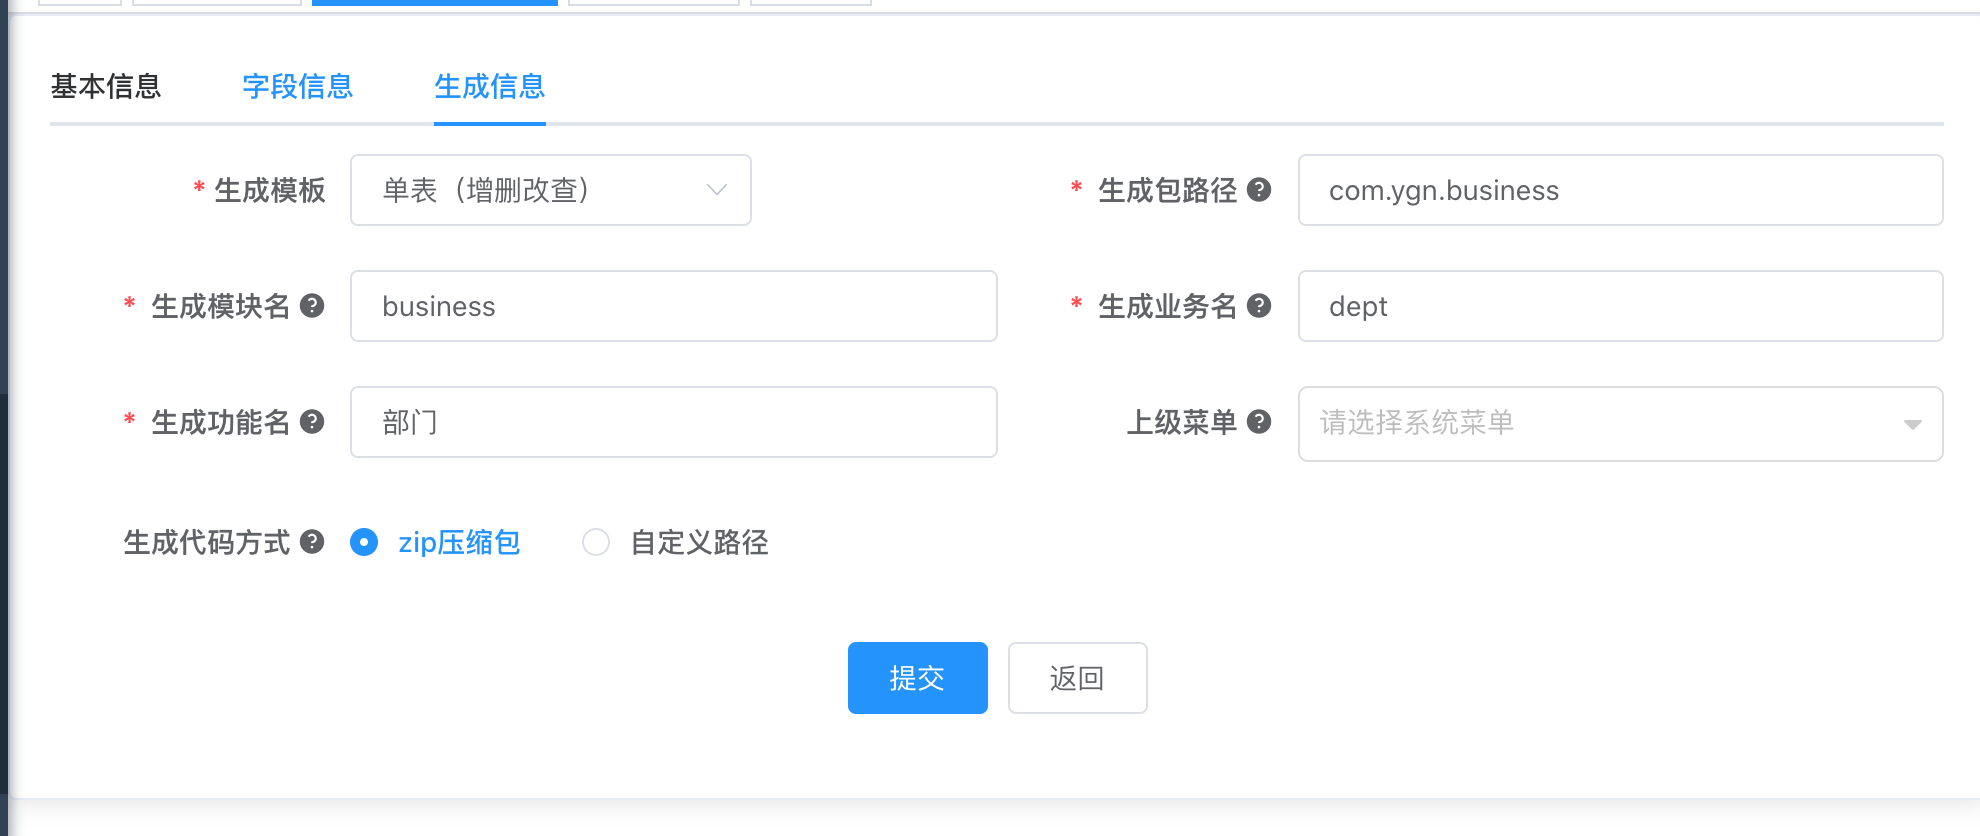 基本信息 字段信息 生成信息
* 生成模板 单表（增删改查） * 生成包路径 ? com.ygn.business
* 生成模块名 ? business * 生成业务名 ? dept
* 生成功能名 ? 部门 上级菜单 ? 请选择系统菜单
生成代码方式 ? zip压缩包 自定义路径
提交 返回